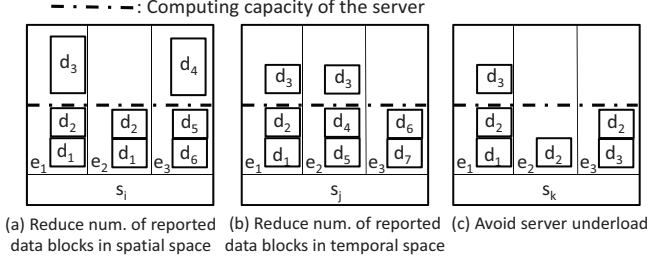 : Computing capacity of the server
d3 d4 d3 d3 d3
d2 d2 d5 d2 d4 d6 d2 d2
e1 d1 e2 d1 e3 d6 e1 d1 e2 d5 e3 d7 e1 d1 e2 d2 e3 d3
si sj sk
(a) Reduce num. of reported data blocks in spatial space
(b) Reduce num. of reported data blocks in temporal space
(c) Avoid server underload